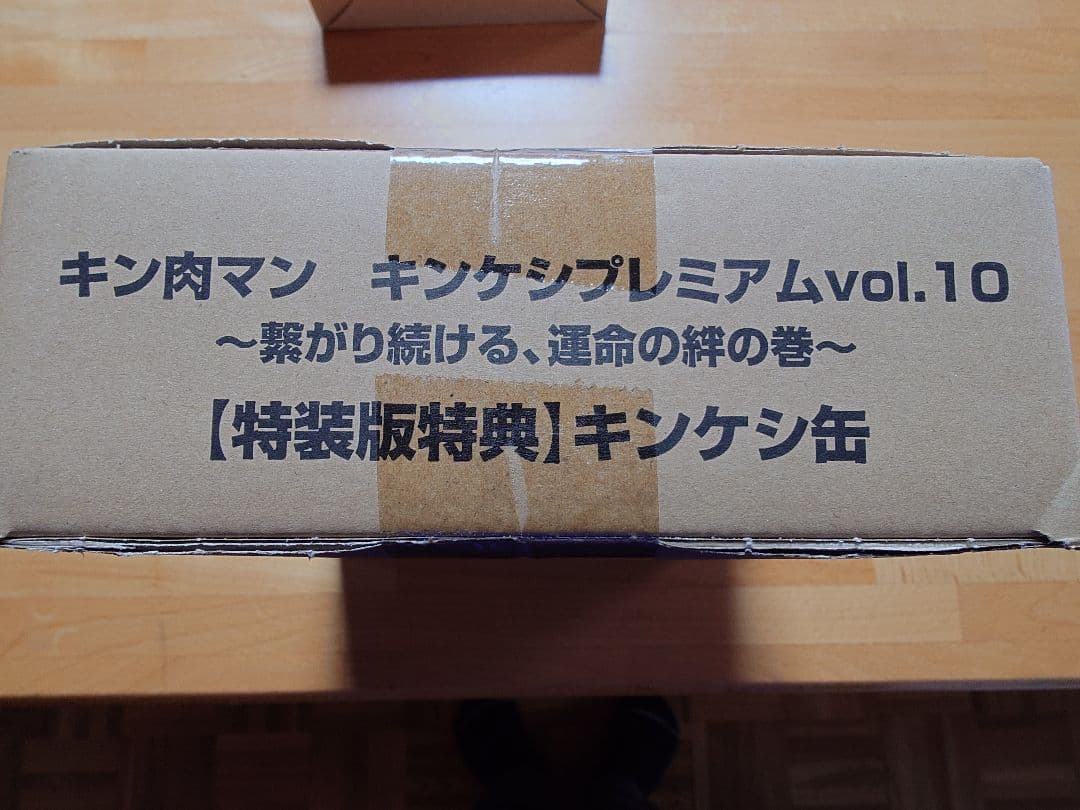 キン肉マン　キンケシプレミアムvol.10
～繋がり続ける、運命の絆の巻～
【特装版特典】キンケシ缶